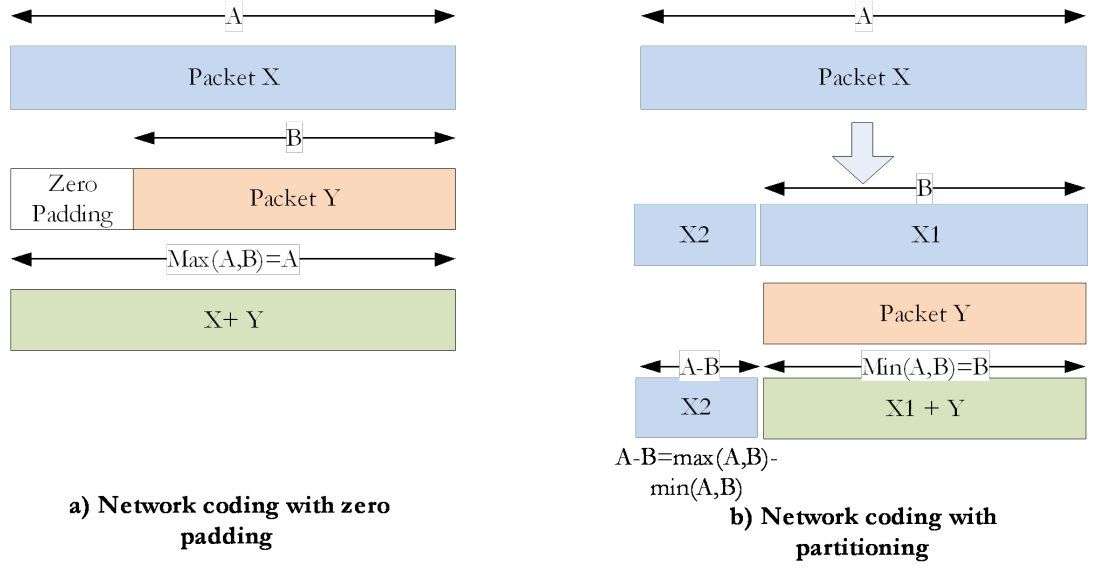 A
Packet X
B
Zero
Padding
Packet Y
Max(A,B)=A
X+ Y
a) Network coding with zero
padding
A
Packet X
B
X2
X1
Packet Y
A-B
Min(A,B)=B
X2
X1 + Y
A-B=max(A,B)-
min(A,B)
b) Network coding with
partitioning